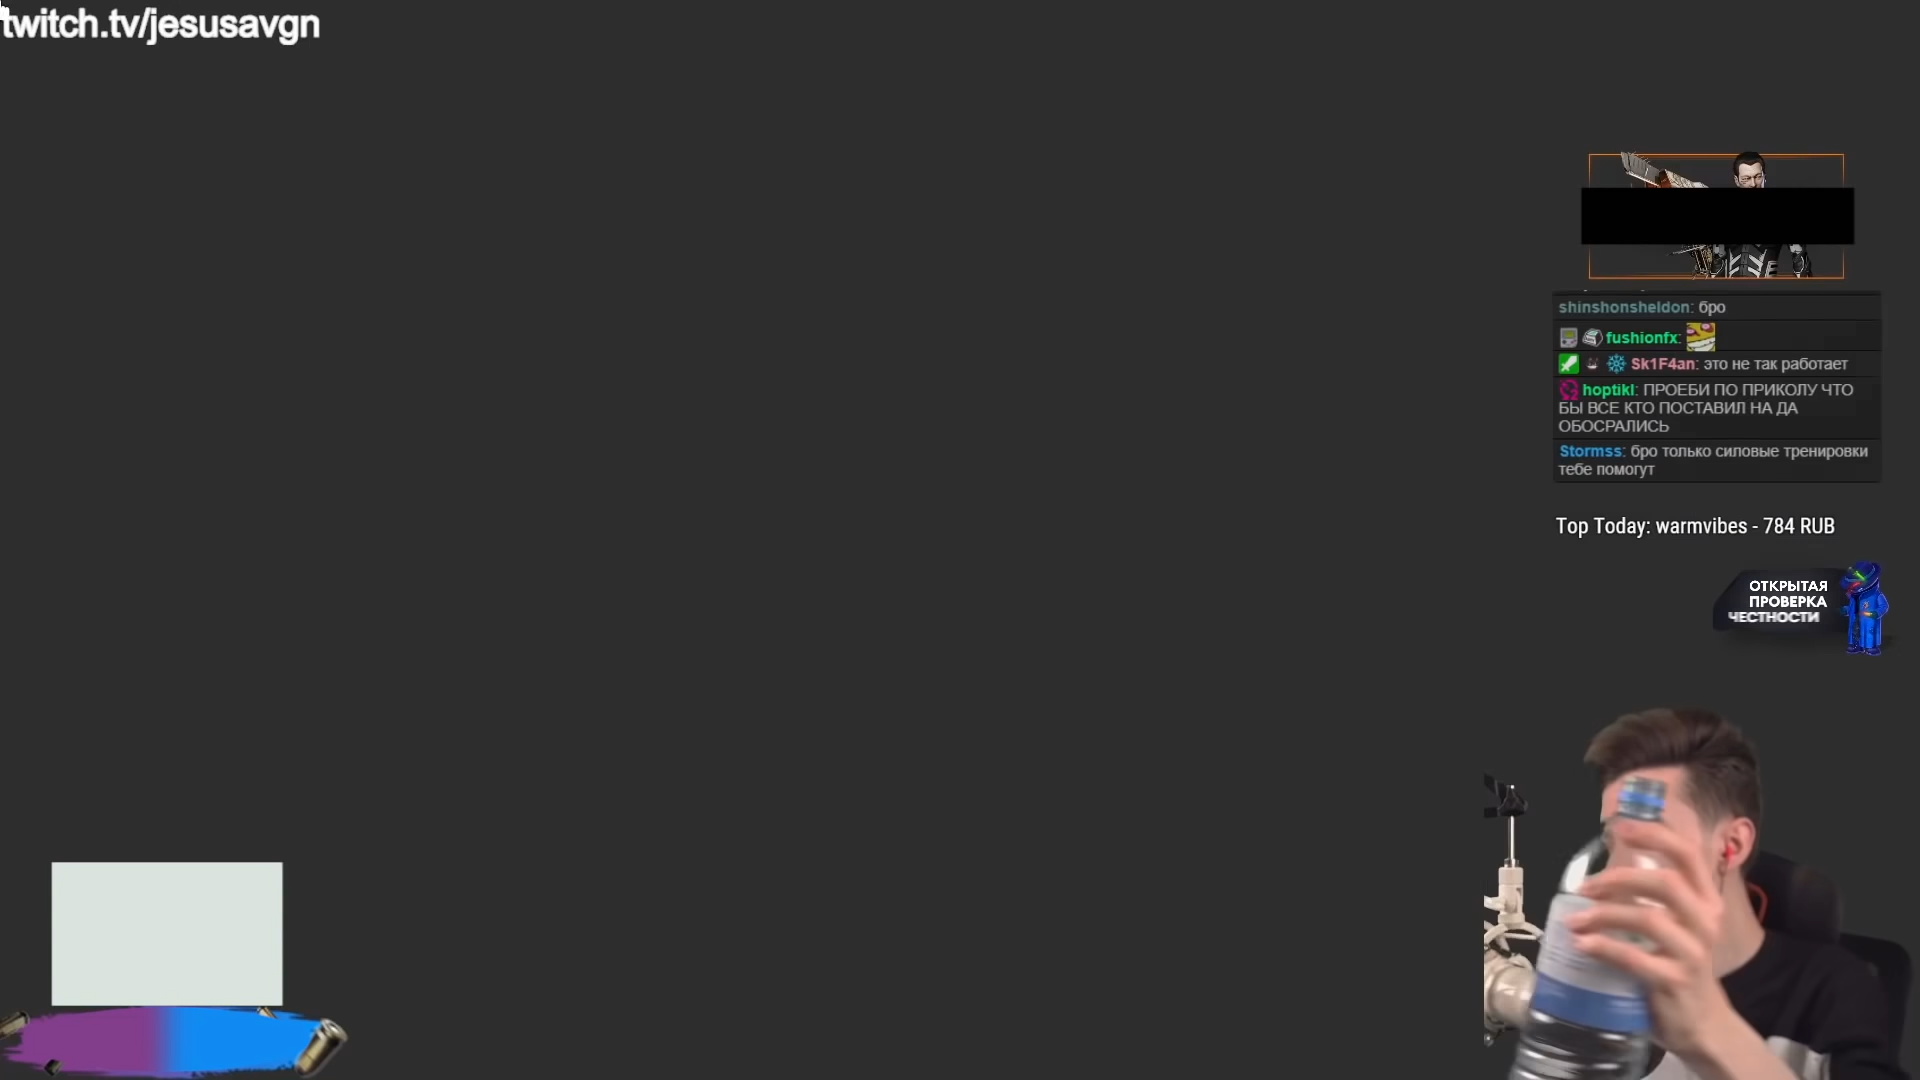 twitch.tv/jesusavgn
shinshonsheldon: бро
fushionfx:
Sk1F4an: это не так работает
hoptikl: ПРОЕБИ ПО ПРИКОЛУ ЧТО
БЫ ВСЕ КТО ПОСТАВИЛ НА ДА
ОБОСРАЛИСЬ
Stormss: бро только силовые тренировки
тебе помогут
Top Today: warmvibes - 784 RUB
ОТКРЫТАЯ
ПРОВЕРКА
ЧЕСТНОСТИ